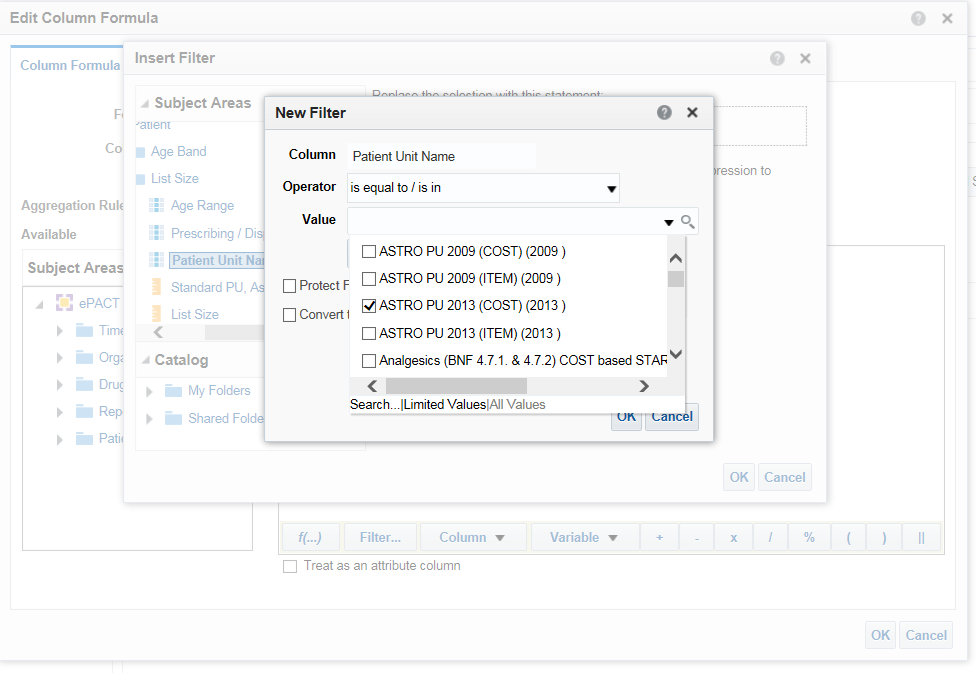 Edit Column Formula
Column Formula
Insert Filter
Subject Areas
Replace the selection with this statement:
Patient
Age Band
List Size
Age Range
Prescribing / Dis
Patient Unit Na
Standard PU, As
List Size
Catalog
My Folders
Shared Folde
New Filter
Column
Patient Unit Name
Operator
is equal to / is in
Value
ASTRO PU 2009 (COST) (2009 )
ASTRO PU 2009 (ITEM) (2009 )
ASTRO PU 2013 (COST) (2013 )
ASTRO PU 2013 (ITEM) (2013 )
Analgesics (BNF 4.7.1. & 4.7.2) COST based STAR
Search...|Limited Values|All Values
Protect F
Convert t
OK Cancel
pression to
OK Cancel
Fo
Co
Aggregation Rule
Available
Subject Areas
ePACT
Time
Orga
Drug
Rep
Patie
f(...) Filter... Column Variable + - x / % ( ) ||
Treat as an attribute column
OK Cancel